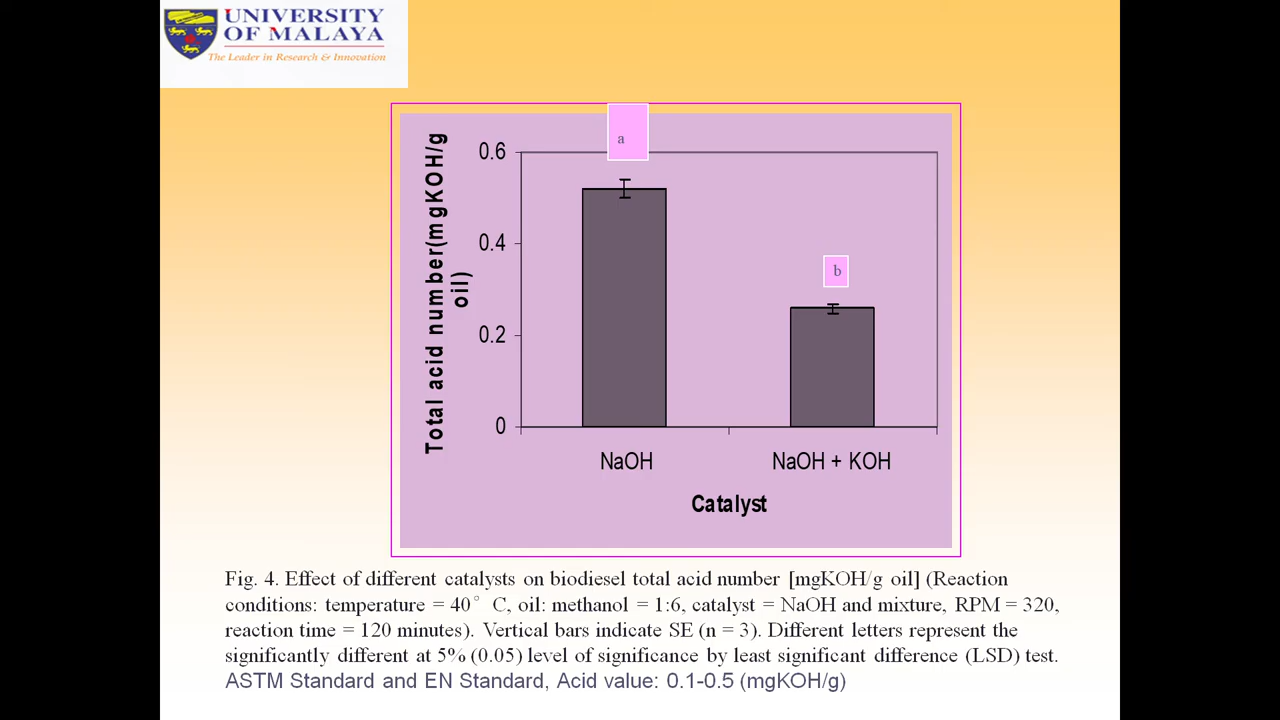 UNIVERSITY
OF MALAYA
The Leader in Research & Innovation
Total acid number(mgKOH/g
oil)
0.6
0.4
0.2
0
a
b
NaOH
NaOH + KOH
Catalyst
Fig. 4. Effect of different catalysts on biodiesel total acid number [mgKOH/g oil] (Reaction
conditions: temperature = 40° C, oil: methanol = 1:6, catalyst = NaOH and mixture, RPM = 320,
reaction time = 120 minutes). Vertical bars indicate SE (n = 3). Different letters represent the
significantly different at 5% (0.05) level of significance by least significant difference (LSD) test.
ASTM Standard and EN Standard, Acid value: 0.1-0.5 (mgKOH/g)